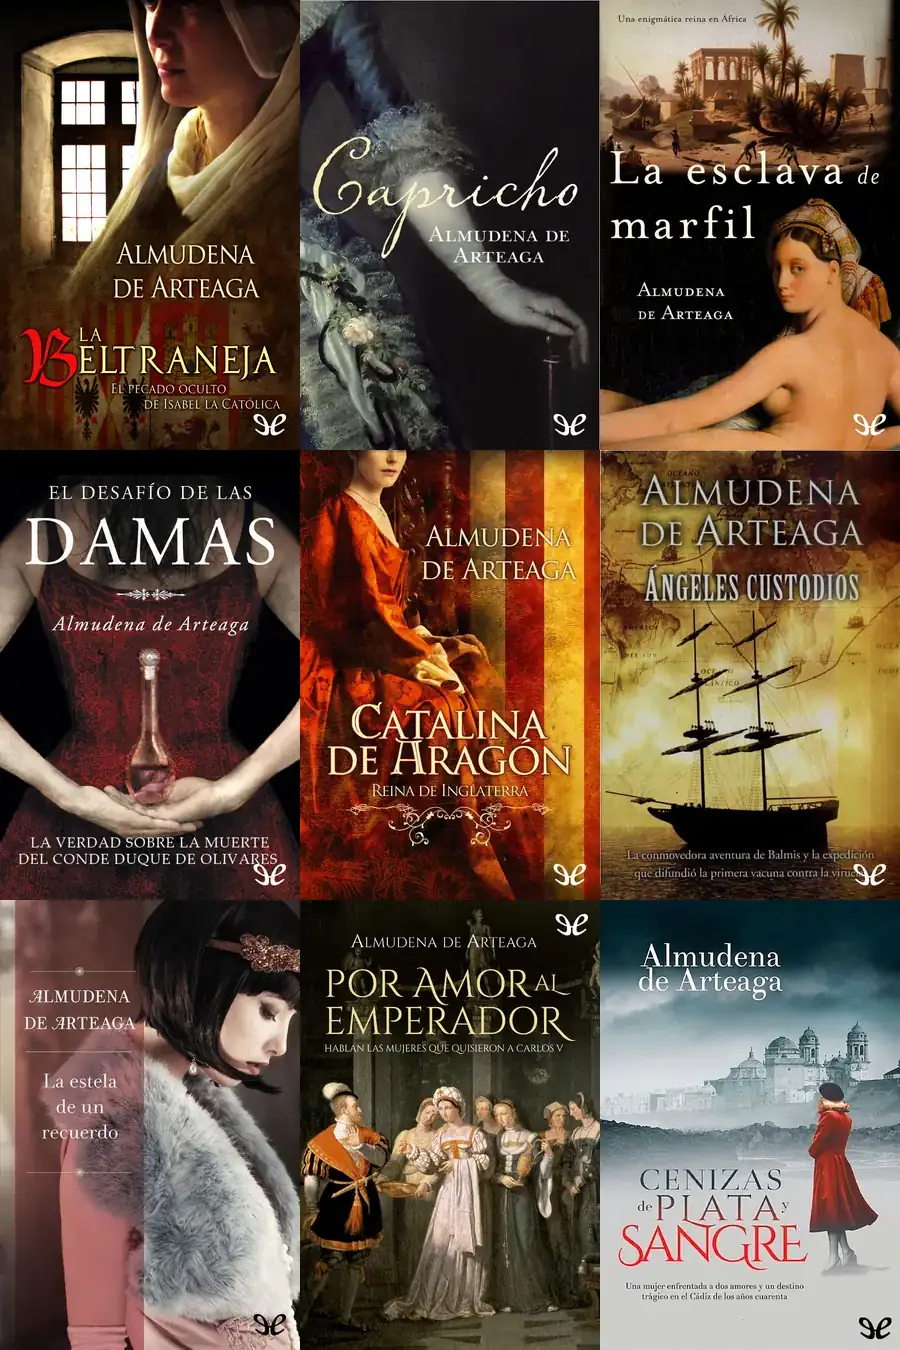 ALMUDENA
DE ARTEAGA
LA
BELTRANEJA
EL PECADO OCULTO
DE ISABEL LA CATÓLICA
Capricho
ALMUDENA DE
ARTEAGA
Una enigmática reina en África
La esclava de
marfil
ALMUDENA
DE ARTEAGA
EL DESAFÍO DE LAS
DAMAS
Almudena de Arteaga
LA VERDAD SOBRE LA MUERTE
DEL CONDE DUQUE DE OLIVARES
ALMUDENA
DE ARTEAGA
CATALINA
DE ARAGÓN
REINA DE INGLATERRA
ALMUDENA
DE ARTEAGA
ÁNGELES CUSTODIOS
La conmovedora aventura de Balmis y la expedición
que difundió la primera vacuna contra la
ALMUDENA
DE ARTEAGA
La estela
de un
recuerdo
ALMUDENA DE ARTEAGA
POR AMOR AL
EMPERADOR
HABLAN LAS MUJERES QUE QUISIERON A CARLOS V
Almudena
de Arteaga
CENIZAS
de PLATA y
SANGRE
Una mujer enfrentada a dos amores y un destino
trágico en el Cádiz de los años cuarenta